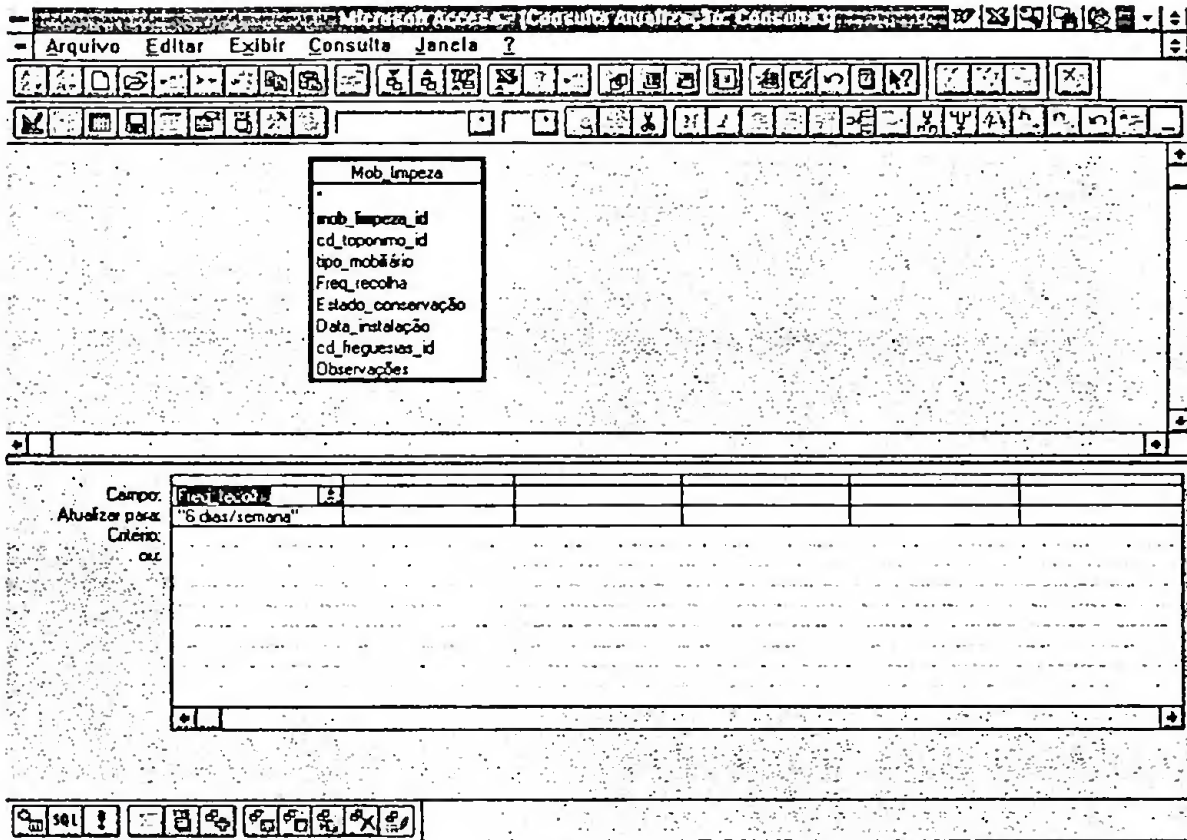 Microsoft Access - [Consulta Atualização: Consulta3]
Arquivo Editar Exibir Consulta Janela ?
Mob_limpeza
*
mob_limpeza_id
cd_toponimo_id
tipo_mobiliário
Freq_recolha
Estado_conservação
Data_instalação
cd_freguesias_id
Observações
Campo: Freq_recolha
Atualizar para: "6 dias/semana"
Critério:
ou:
SQL